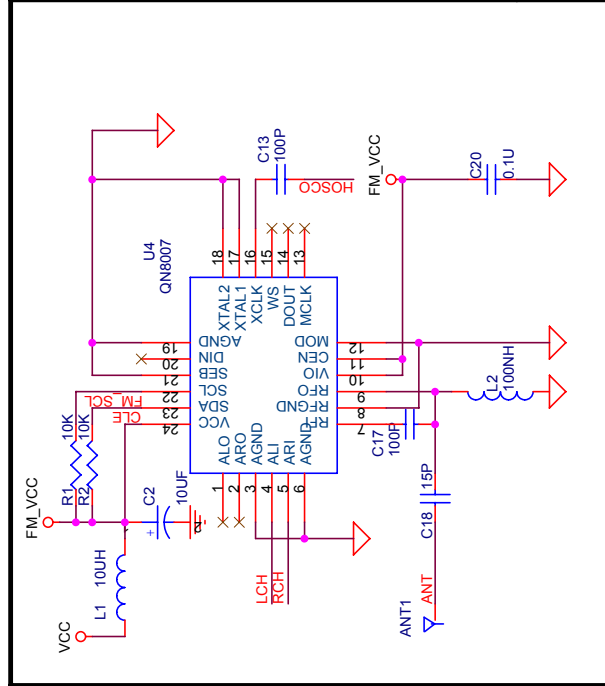 U4
QN8007
C13
100P
HOSCO
FM_VCC
C20
0.1U
18
17
16
15
14
13
XTAL2
XTAL1
XCLK
WS
DOUT
MCLK
AGND
DIN
SEB
SCL
SDA
VCC
19
20
21
22
23
24
FM_SCL
CLE
10K
10K
R1
R2
FM_VCC
1
C2
10UF
+
2
L1
10UH
VCC
ALO
ARO
AGND
ALI
ARI
AGND
1
2
3
4
5
6
LCH
RCH
MOD
CEN
VIO
RFO
RFGND
RFI
12
11
10
9
8
7
C17
100P
L2
100NH
C18
15P
ANT1
ANT